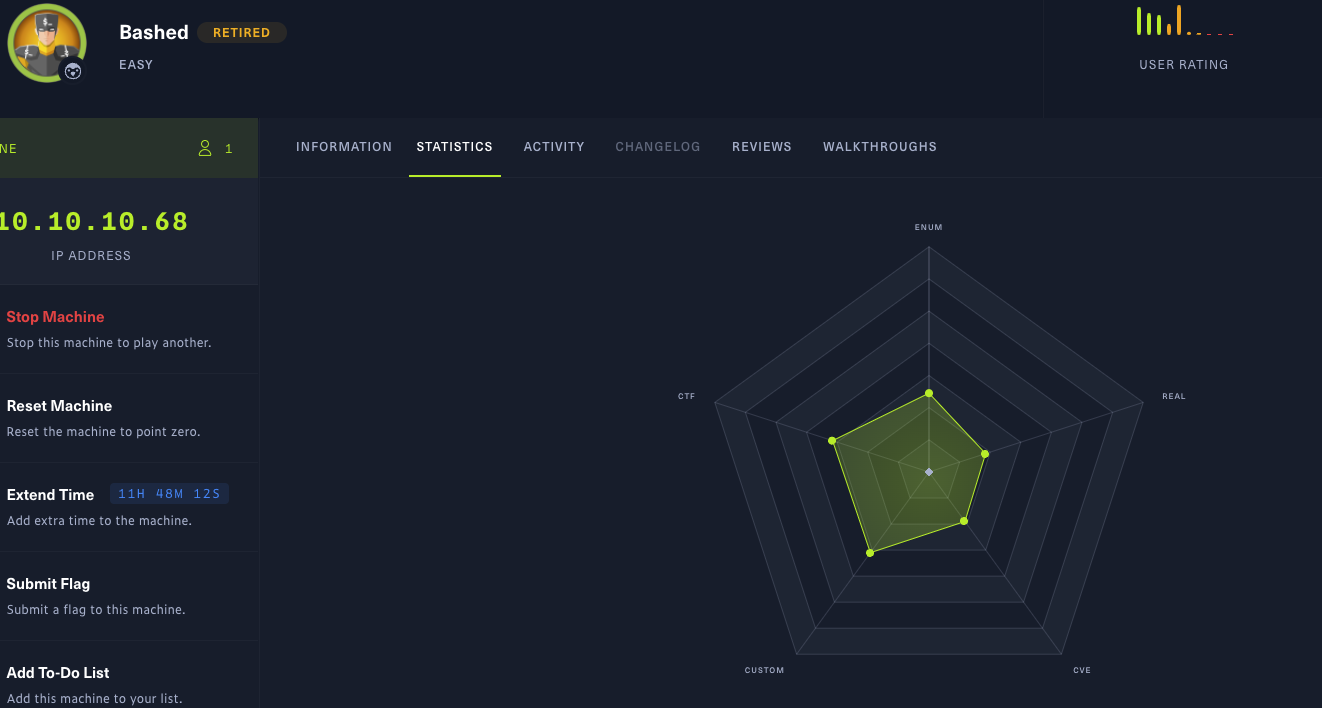 Bashed RETIRED
EASY
USER RATING
NE 1
INFORMATION STATISTICS ACTIVITY CHANGELOG REVIEWS WALKTHROUGHS
10.10.10.68
IP ADDRESS
Stop Machine
Stop this machine to play another.
Reset Machine
Reset the machine to point zero.
Extend Time 11H 48M 12S
Add extra time to the machine.
Submit Flag
Submit a flag to this machine.
Add To-Do List
Add this machine to your list.
ENUM
CTF
REAL
CUSTOM
CVE